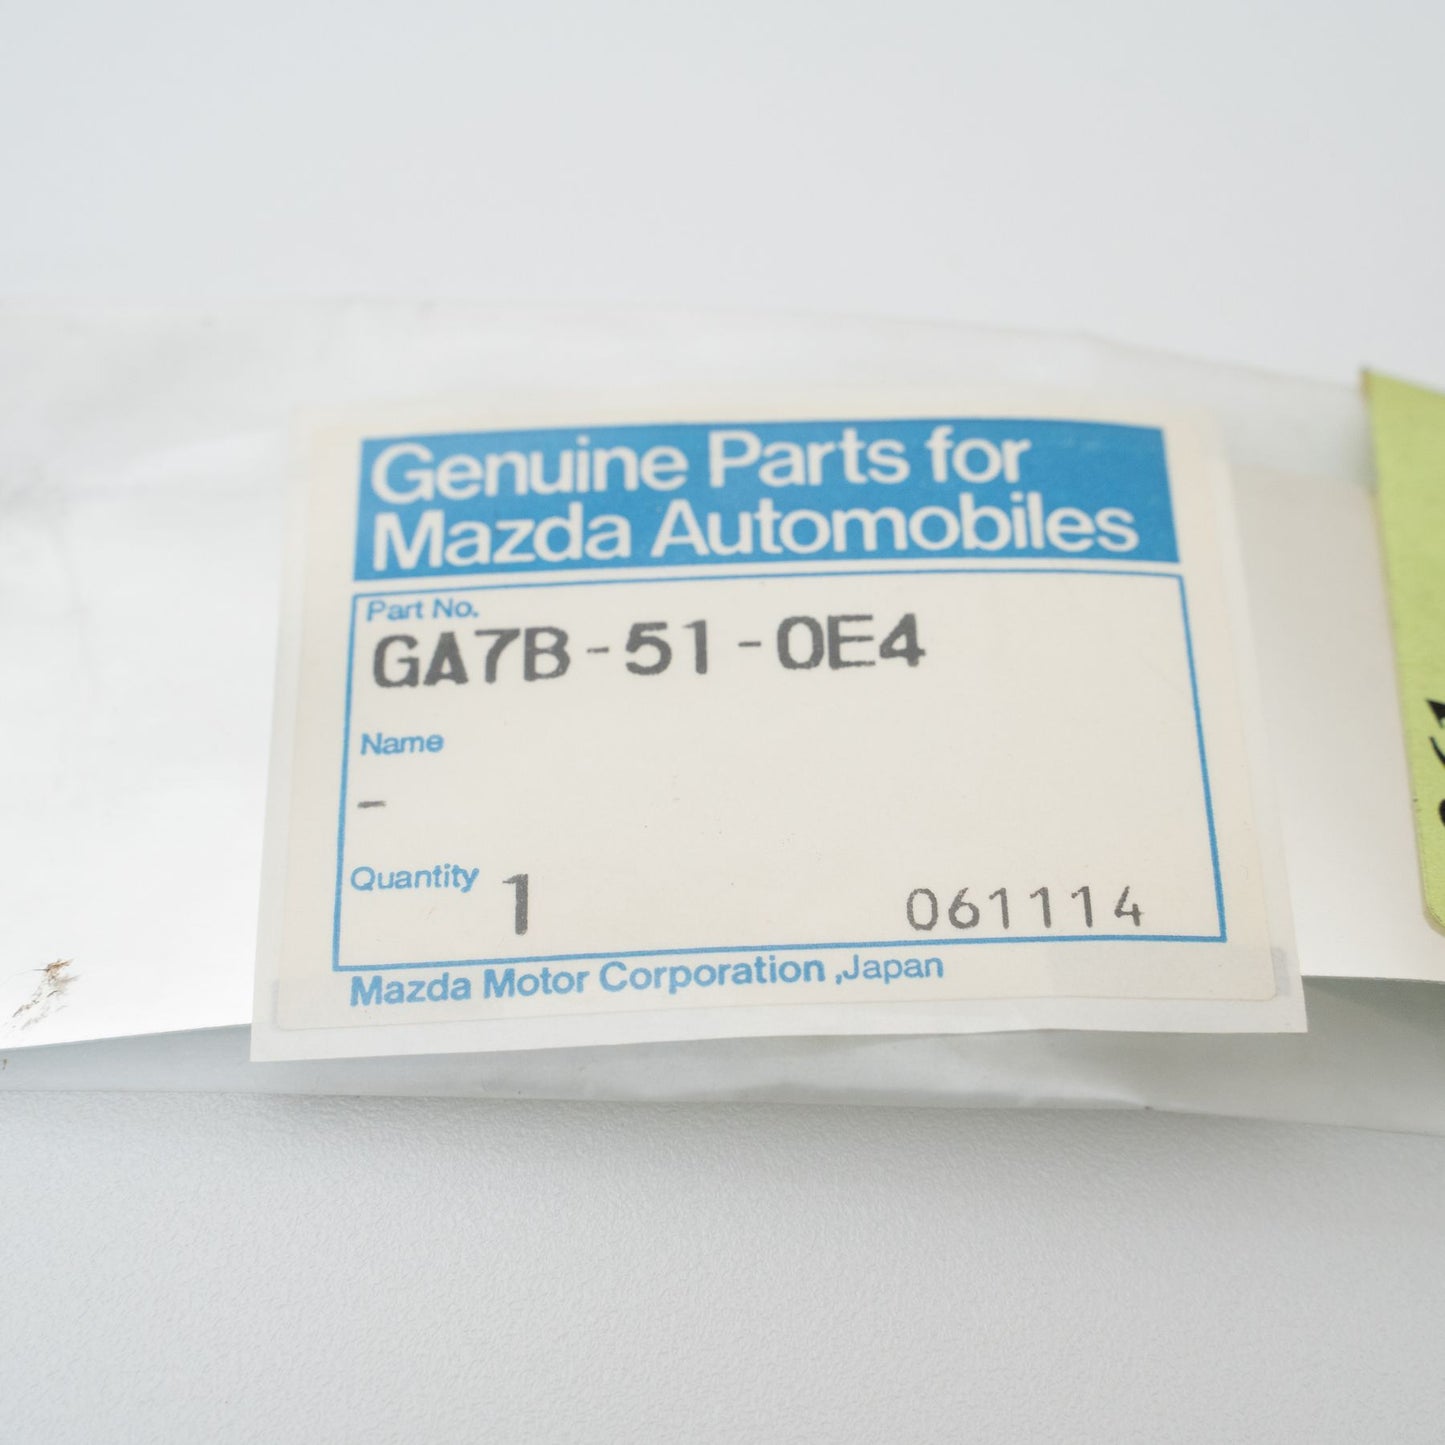 Genuine Parts for
Mazda Automobiles
Part No.
GA7B-51-0E4
Name
-
Quantity 1 061114
Mazda Motor Corporation ,Japan